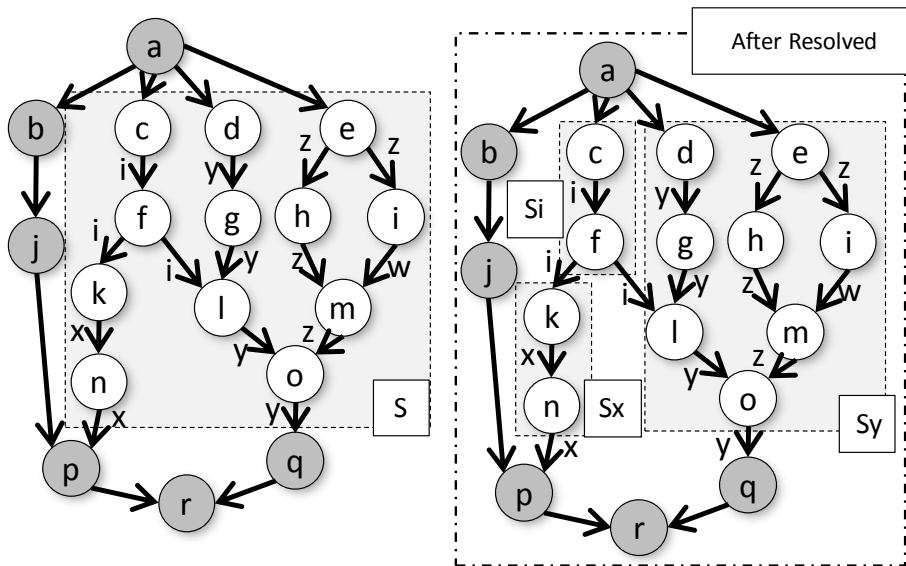 a
b c d e
i y z z
j f g h i
i i y z w
k l m
x y z
n o
x S
y
p q
r
After Resolved
a
b c d e
i y z z
Si
j f g h i
i i y z w
k l m
x y z
n Sx o
x Sy
y
p q
r